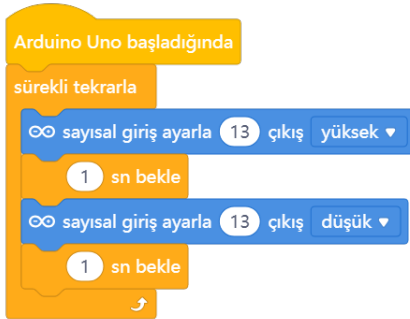 Arduino Uno başladığında
sürekli tekrarla
sayısal giriş ayarla 13 çıkış yüksek
1 sn bekle
sayısal giriş ayarla 13 çıkış düşük
1 sn bekle